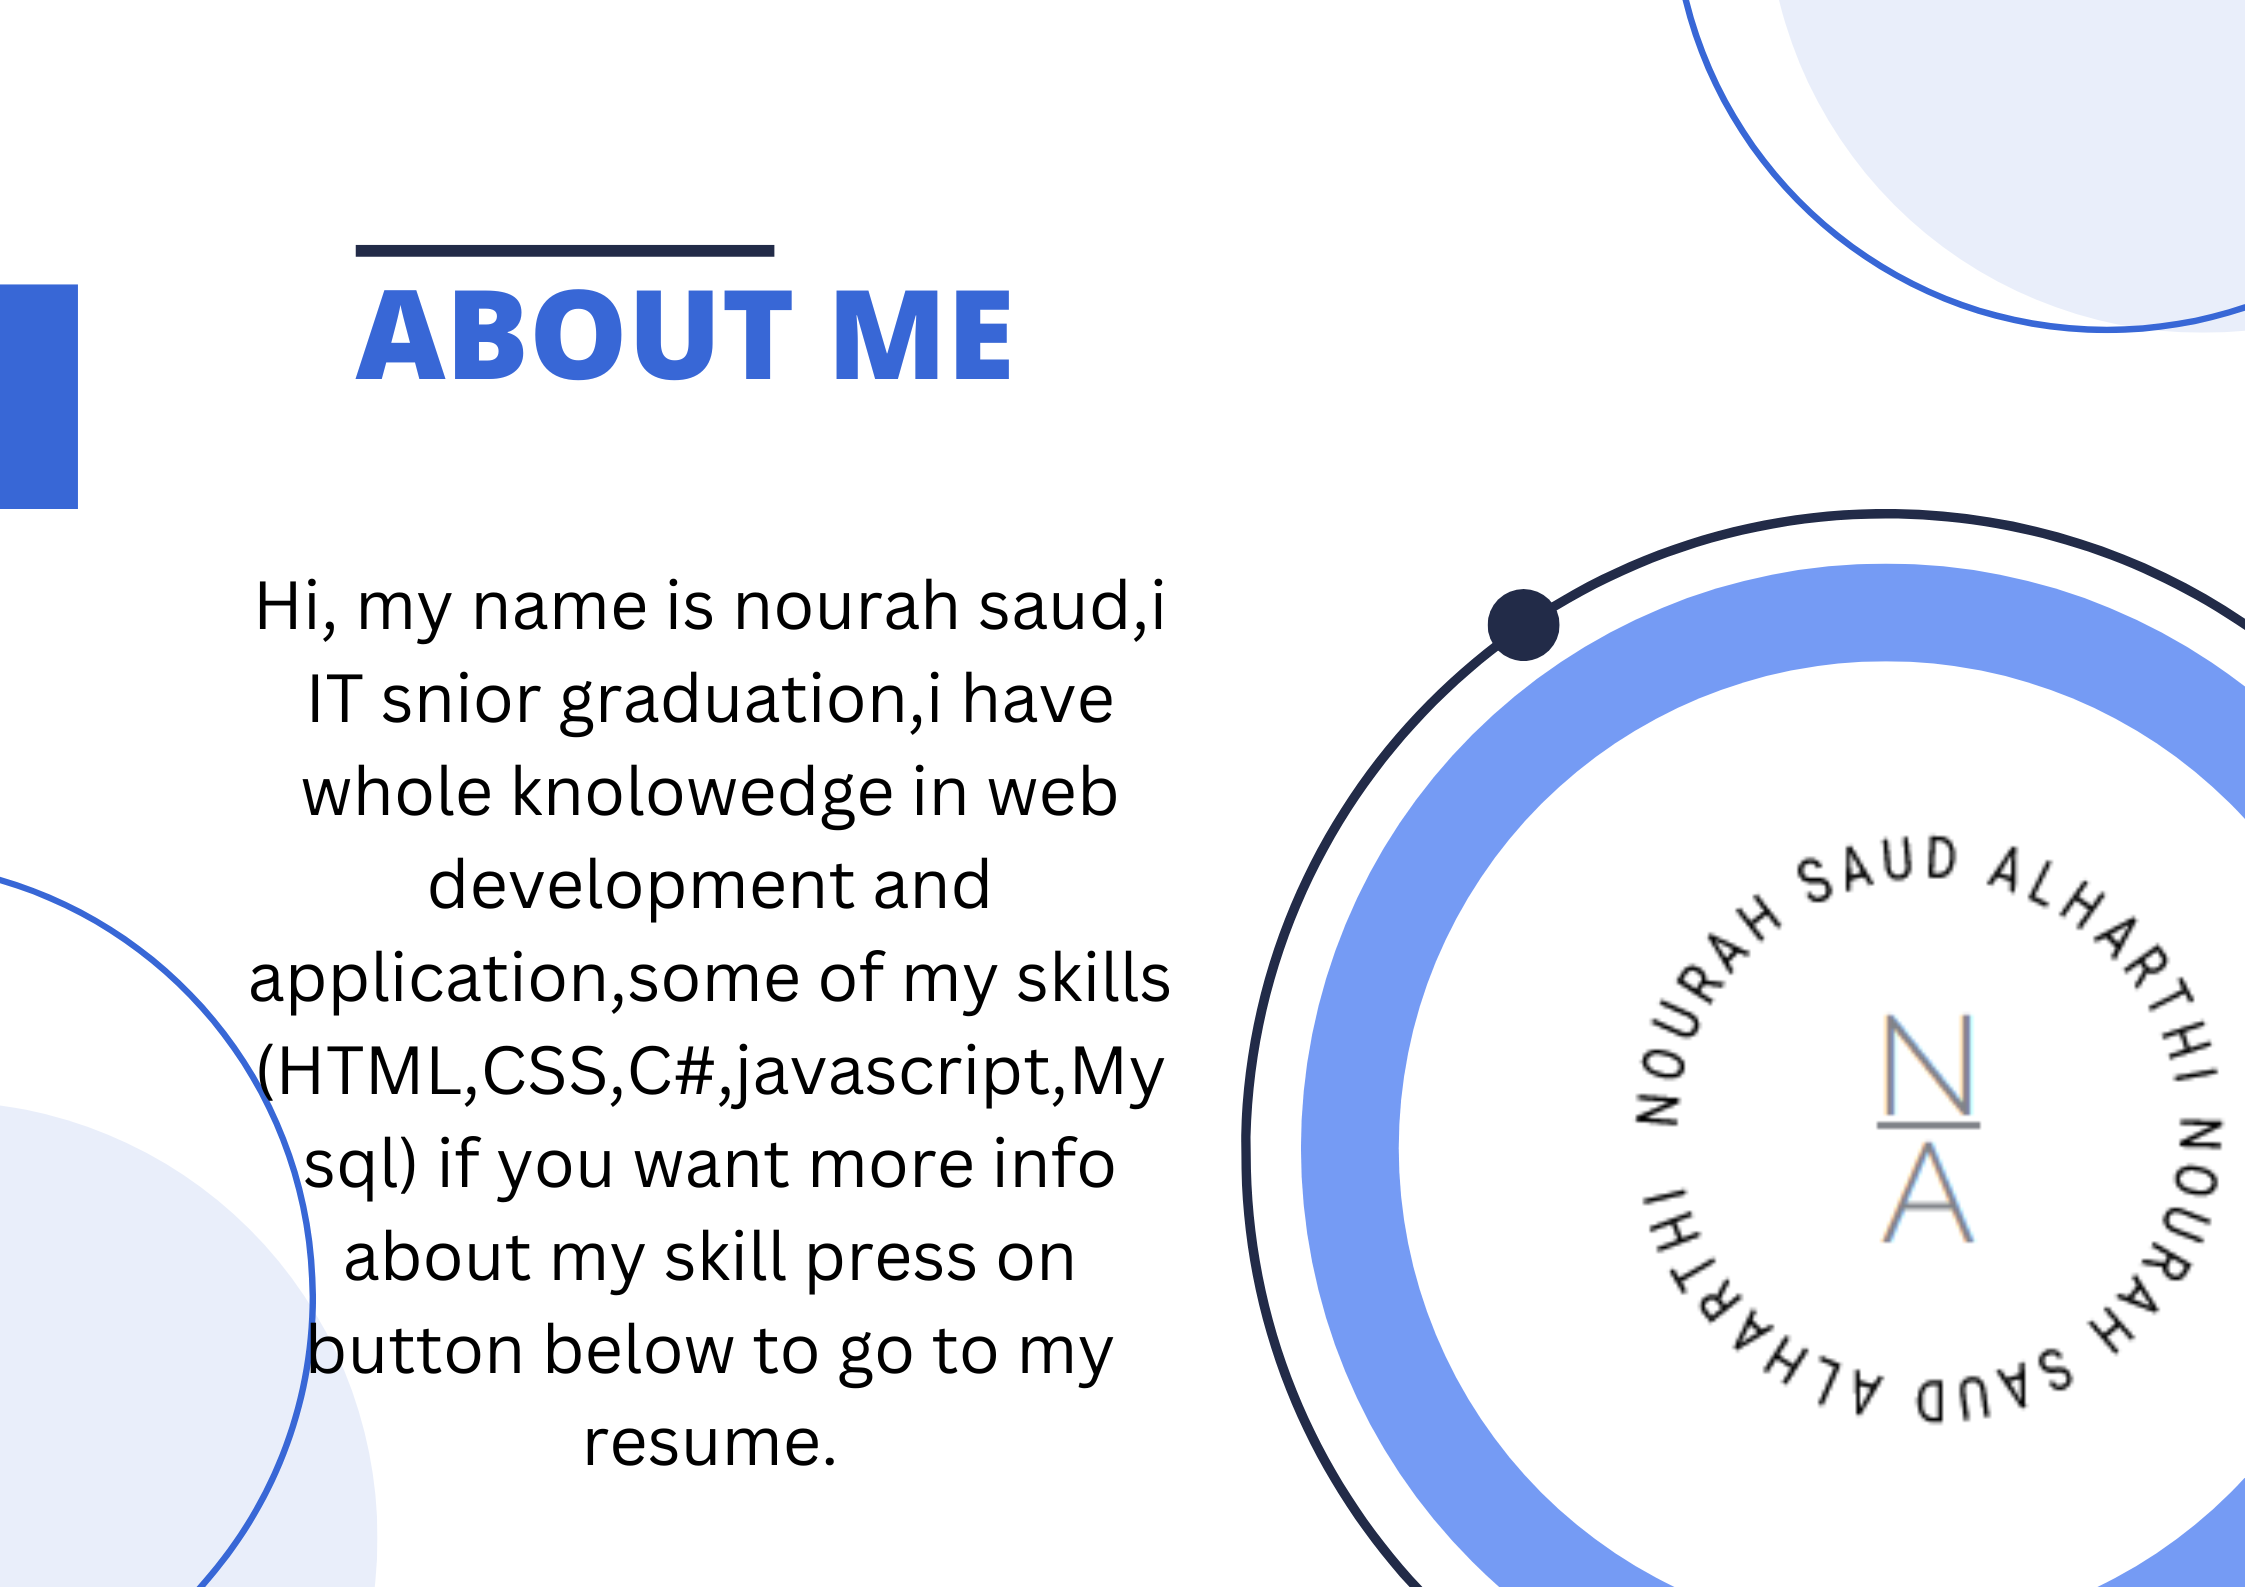 ABOUT ME
Hi, my name is nourah saud,i
IT snior graduation,i have
whole knolowedge in web
development and
application,some of my skills
(HTML,CSS,C#,javascript,My
sql) if you want more info
about my skill press on
button below to go to my
resume.
NOURAH SAUD ALHARTHI NOURAH SAUD ALHARTHI
N
A